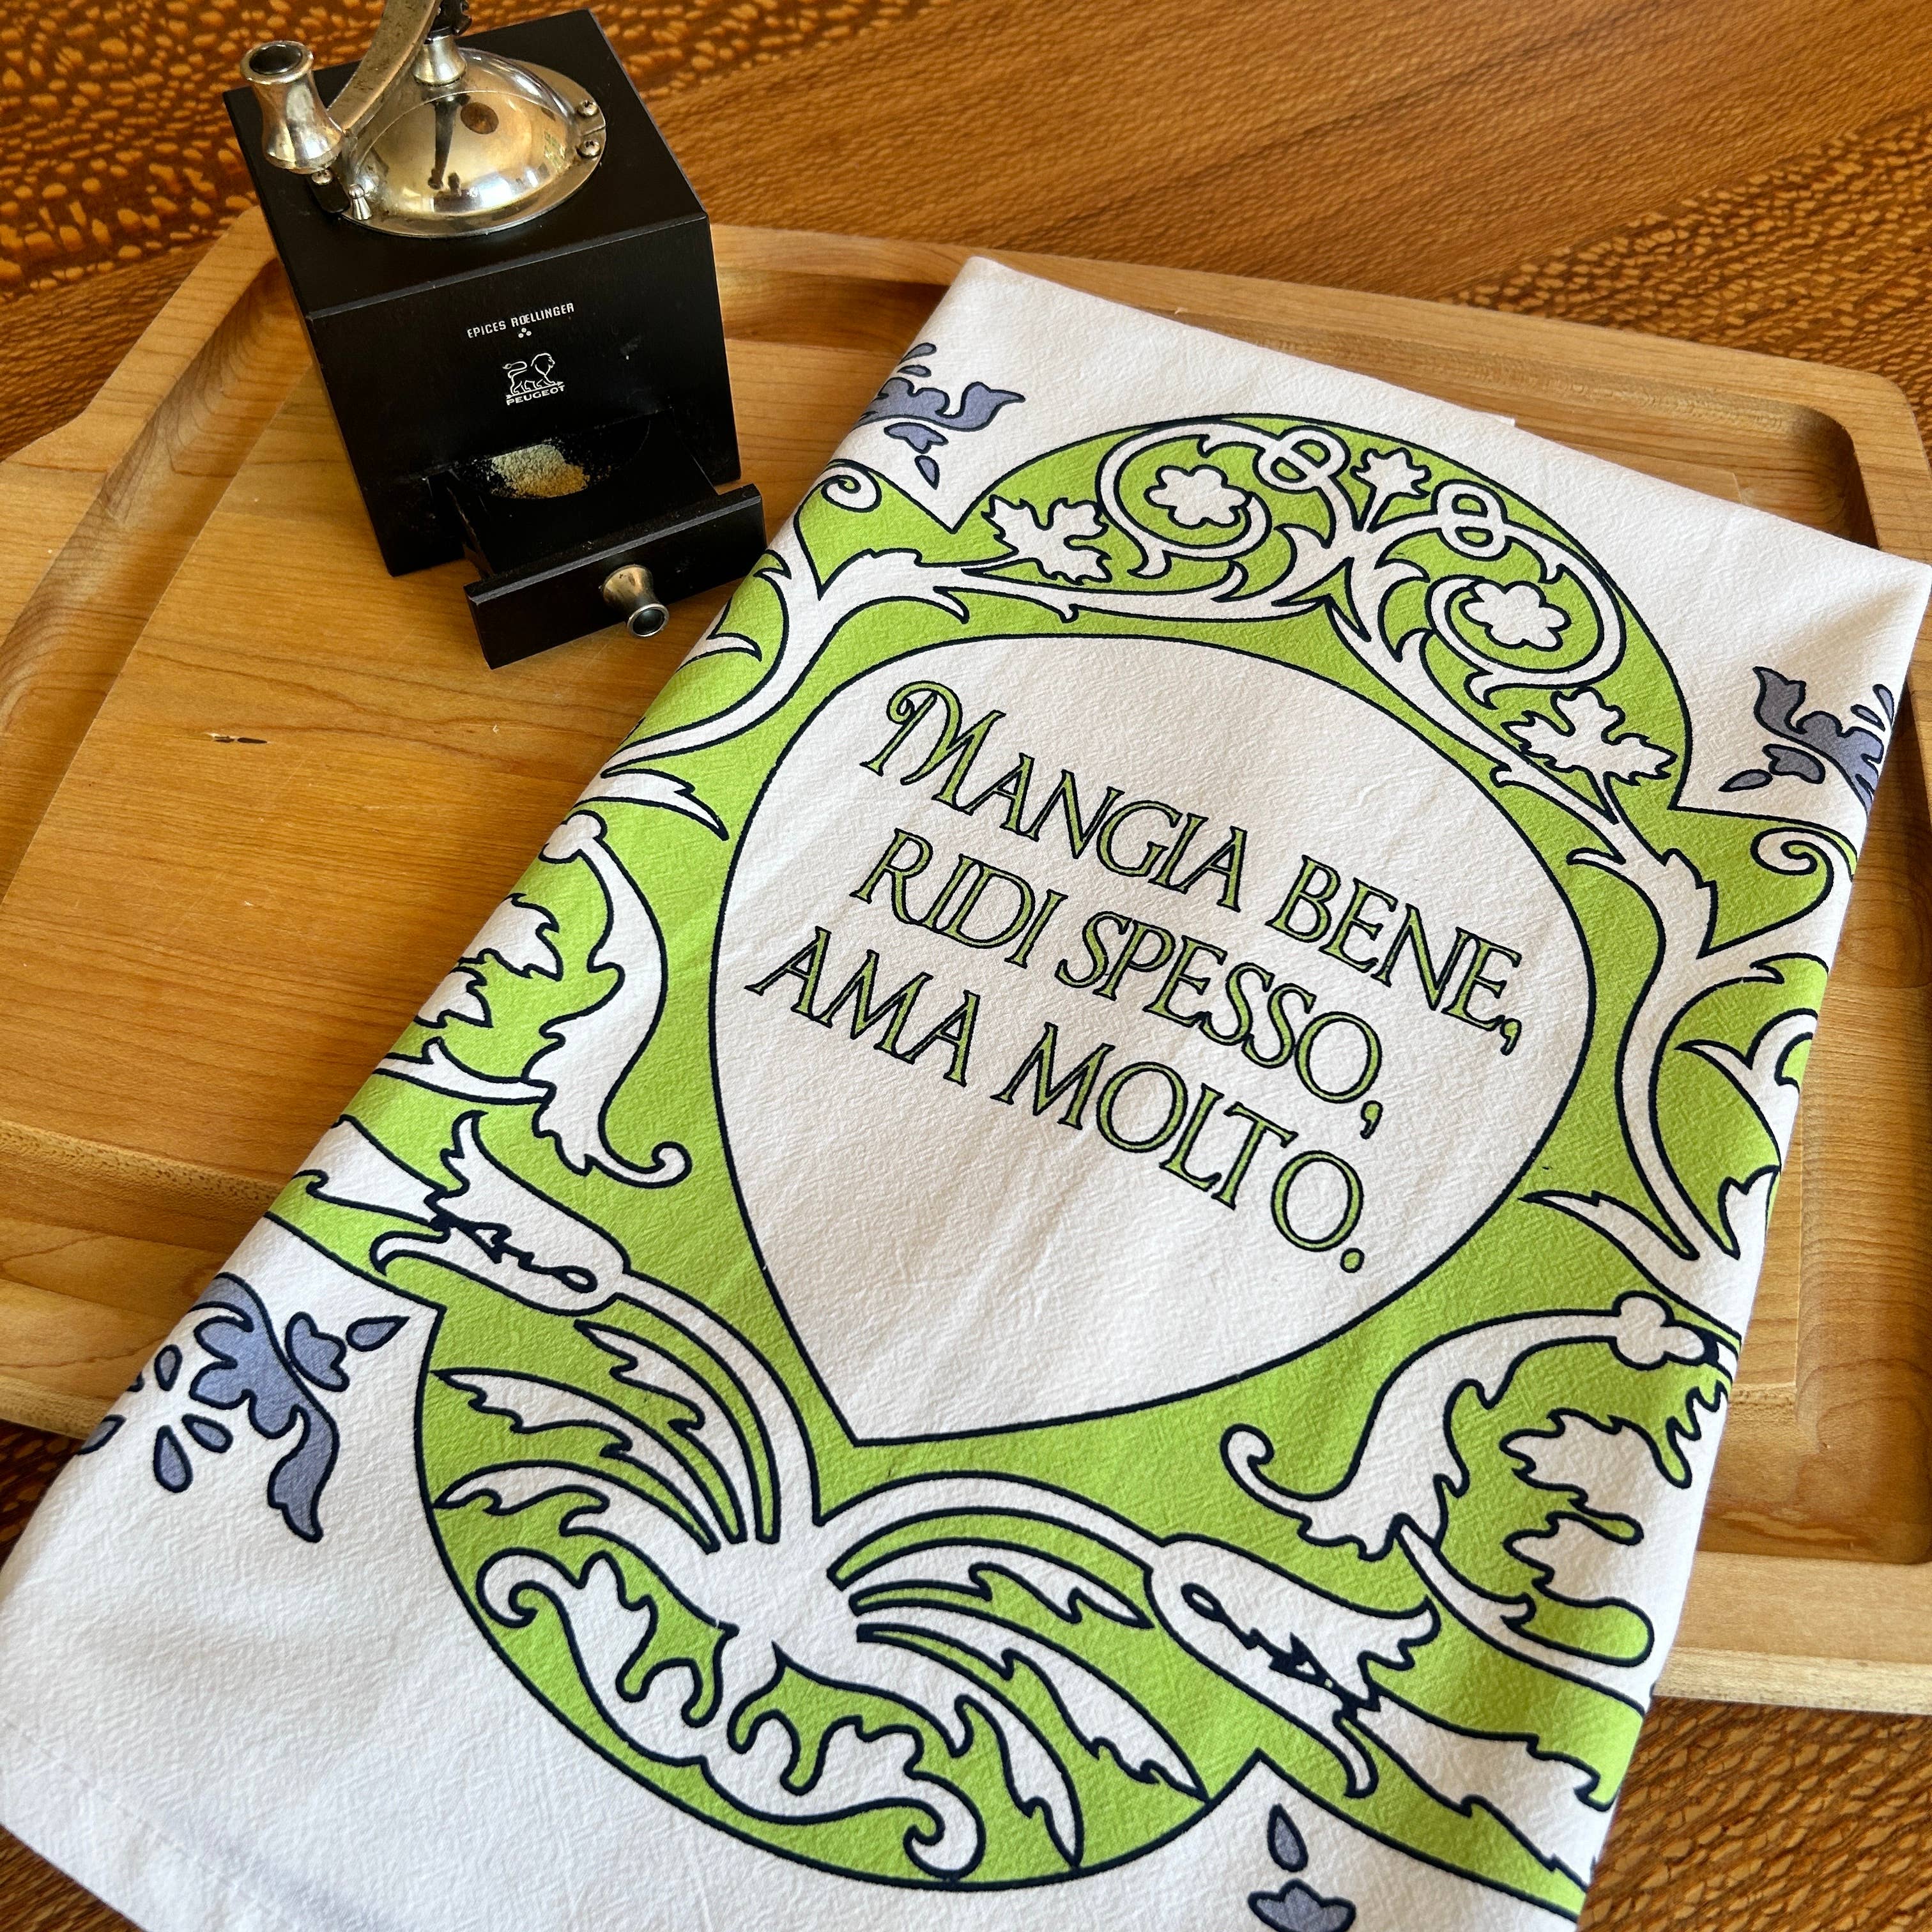 EPICES RŒLLINGER
PEUGEOT
MANGIA BENE,
RIDI SPESSO,
AMA MOLTO.